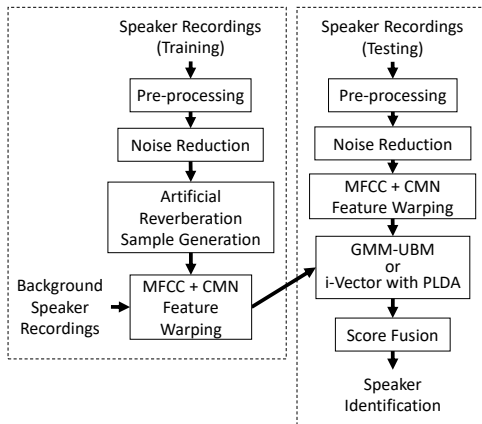 Speaker Recordings
(Training)
Pre-processing
Noise Reduction
Artificial
Reverberation
Sample Generation
Background
Speaker
Recordings
MFCC + CMN
Feature
Warping
Speaker Recordings
(Testing)
Pre-processing
Noise Reduction
MFCC + CMN
Feature Warping
GMM-UBM
or
i-Vector with PLDA
Score Fusion
Speaker
Identification